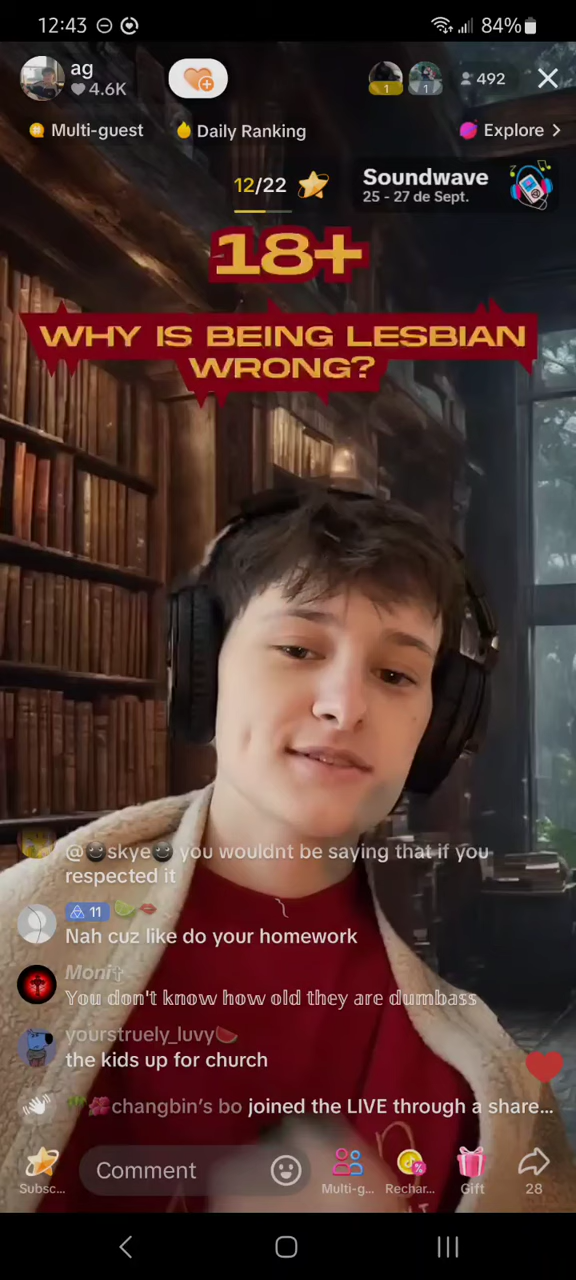 12:43
84%
ag
4.6K
1
1
492
Multi-guest
Daily Ranking
Explore >
12/22
Soundwave
25 - 27 de Sept.
18+
WHY IS BEING LESBIAN
WRONG?
@😈skye😈 you wouldnt be saying that if you
respected it
11 🍋‍🟩💋
Nah cuz like do your homework
Moni✞
𝕐𝕠𝕦 𝕕𝕠𝕟'𝕥 𝕜𝕟𝕠𝕨 𝕙𝕠𝕨 𝕠𝕝𝕕 𝕥𝕙𝕖𝕪 𝕒𝕣𝕖 𝕕𝕦𝕞𝕓𝕒𝕤𝕤
yourstruely_luvy🍉
the kids up for church
🌴🌺changbin's bo joined the LIVE through a share...
Comment
Subsc...
Multi-g...
Rechar...
Gift
28